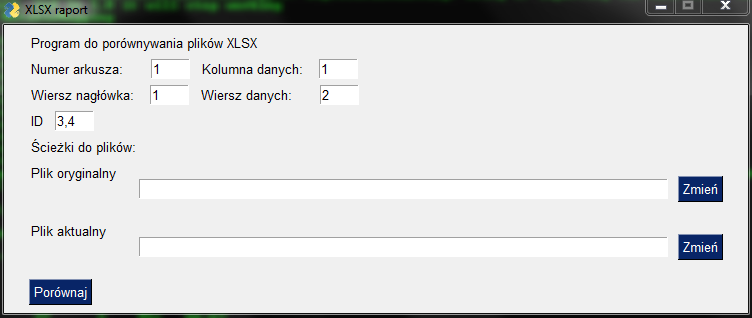 XLSX raport
Program do porównywania plików XLSX
Numer arkusza: 1 Kolumna danych: 1
Wiersz nagłówka: 1 Wiersz danych: 2
ID 3,4
Ścieżki do plików:
Plik oryginalny
Zmień
Plik aktualny
Zmień
Porównaj